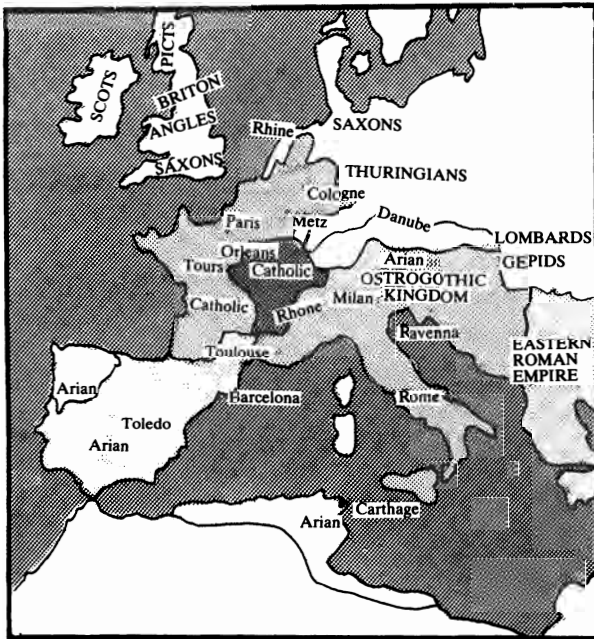 PICTS
SCOTS
BRITON
ANGLES
SAXONS
Rhine
SAXONS
THURINGIANS
Cologne
Paris
Metz
Danube
LOMBARDS
Orleans
Catholic
Tours
Arian
GEPIDS
OSTROGOTHIC
KINGDOM
Catholic
Rhone
Milan
Ravenna
Toulouse
EASTERN
ROMAN
EMPIRE
Arian
Barcelona
Rome
Toledo
Arian
Arian
Carthage